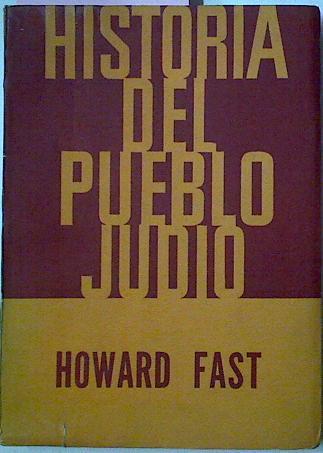 HISTORIA
DEL
PUEBLO
JUDIO
HOWARD FAST